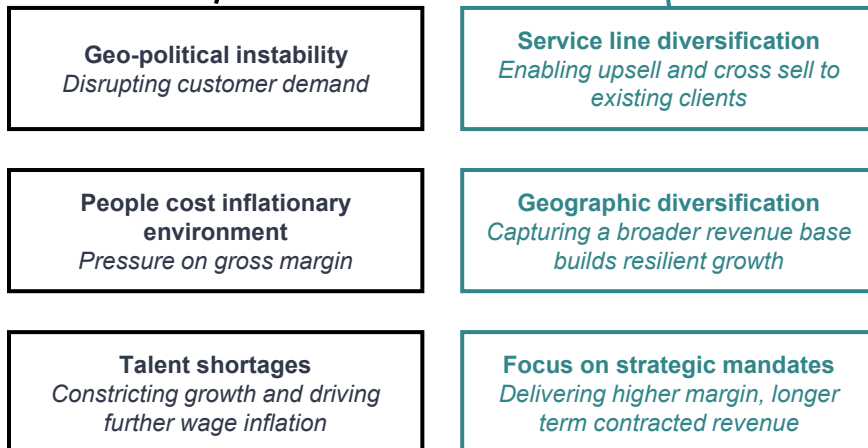 Geo-political instability
Disrupting customer demand
Service line diversification
Enabling upsell and cross sell to
existing clients
People cost inflationary
environment
Pressure on gross margin
Geographic diversification
Capturing a broader revenue base
builds resilient growth
Talent shortages
Constricting growth and driving
further wage inflation
Focus on strategic mandates
Delivering higher margin, longer
term contracted revenue